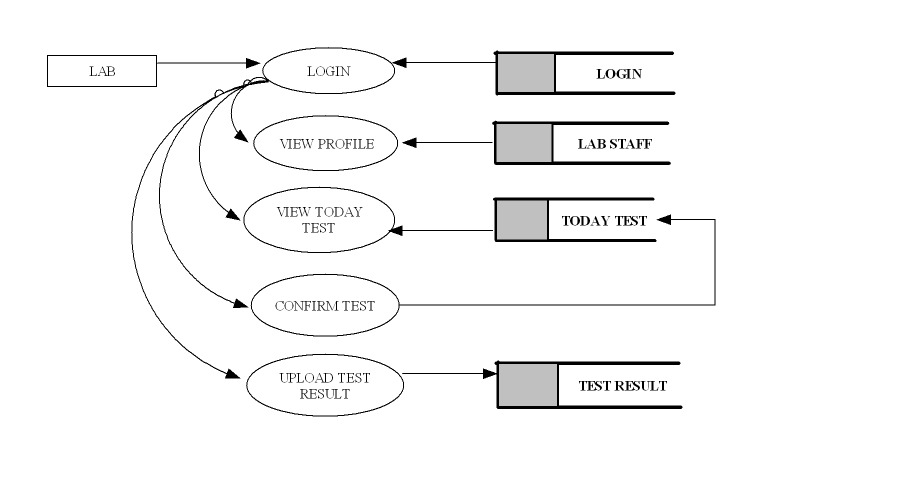 LAB
LOGIN
LOGIN
VIEW PROFILE
LAB STAFF
VIEW TODAY
TEST
TODAY TEST
CONFIRM TEST
UPLOAD TEST
RESULT
TEST RESULT